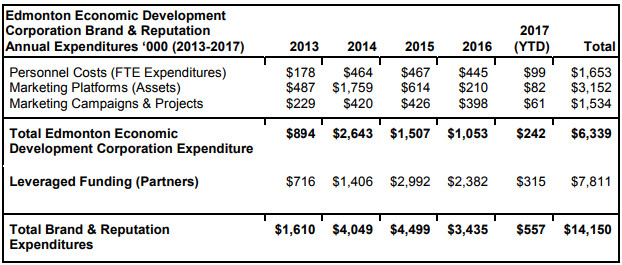 Edmonton Economic Development
Corporation Brand & Reputation 2017
Annual Expenditures ‘000 (2013-2017) 2013 2014 2015 2016 (YTD) Total
Personnel Costs (FTE Expenditures) $178 $464 $467 $445 $99 $1,653
Marketing Platforms (Assets) $487 $1,759 $614 $210 $82 $3,152
Marketing Campaigns & Projects $229 $420 $426 $398 $61 $1,534
Total Edmonton Economic $894 $2,643 $1,507 $1,053 $242 $6,339
Development Corporation Expenditure
Leveraged Funding (Partners) $716 $1,406 $2,992 $2,382 $315 $7,811
Total Brand & Reputation $1,610 $4,049 $4,499 $3,435 $557 $14,150
Expenditures